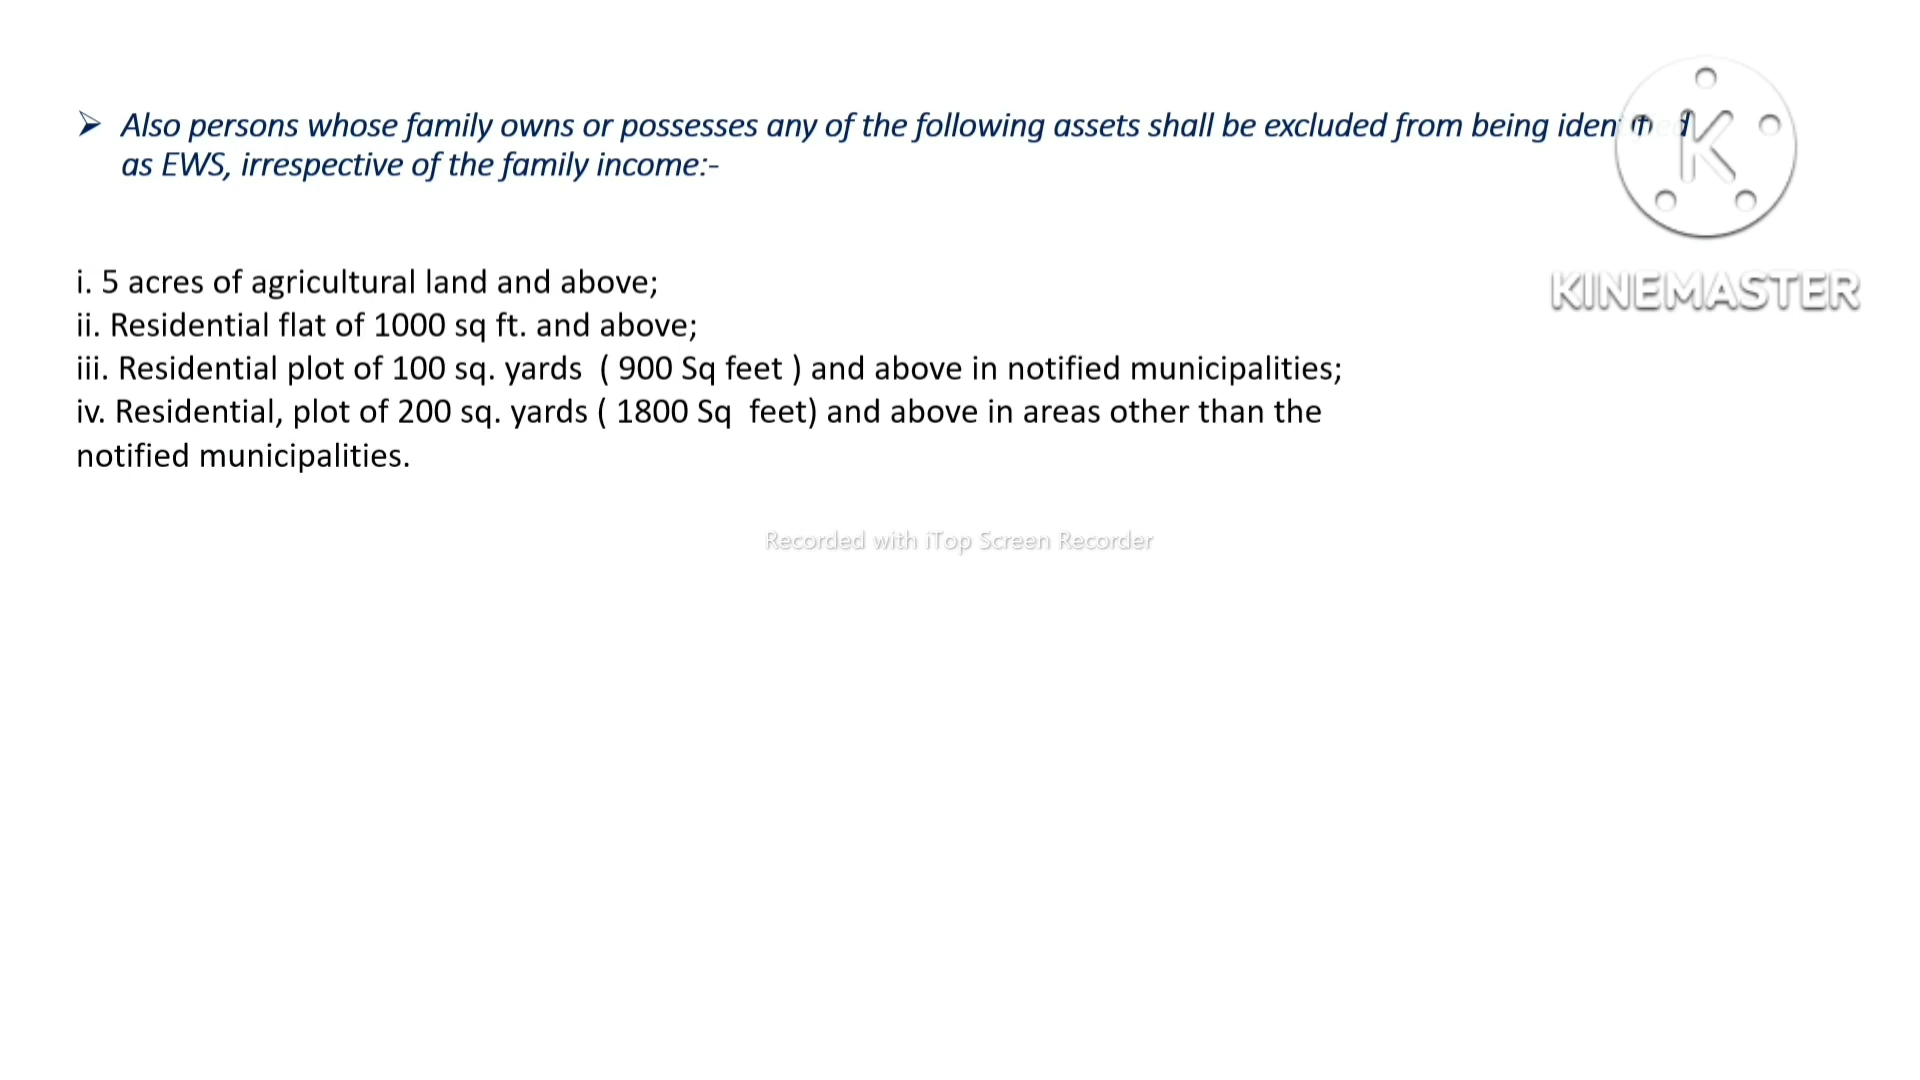 ➢ Also persons whose family owns or possesses any of the following assets shall be excluded from being
as EWS, irrespective of the family income:-
KINEMASTER
i. 5 acres of agricultural land and above;
ii. Residential flat of 1000 sq ft. and above;
iii. Residential plot of 100 sq. yards ( 900 Sq feet ) and above in notified municipalities;
iv. Residential, plot of 200 sq. yards ( 1800 Sq feet) and above in areas other than the
notified municipalities.
Recorded with iTop Screen Recorder